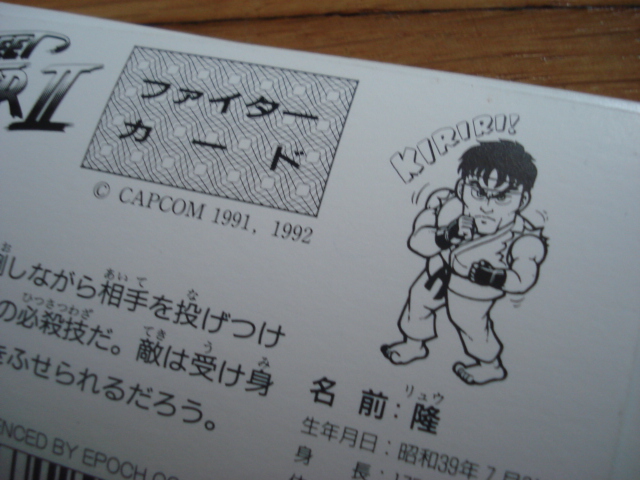 II
ファイター
カード
© CAPCOM 1991, 1992
KIRIRI!
しながら相手を投げつけ
の必殺技だ。敵は受け身
ふせられるだろう。
名前:隆
リュウ
生年月日:昭和39年7月
身長:
BY EPOCH